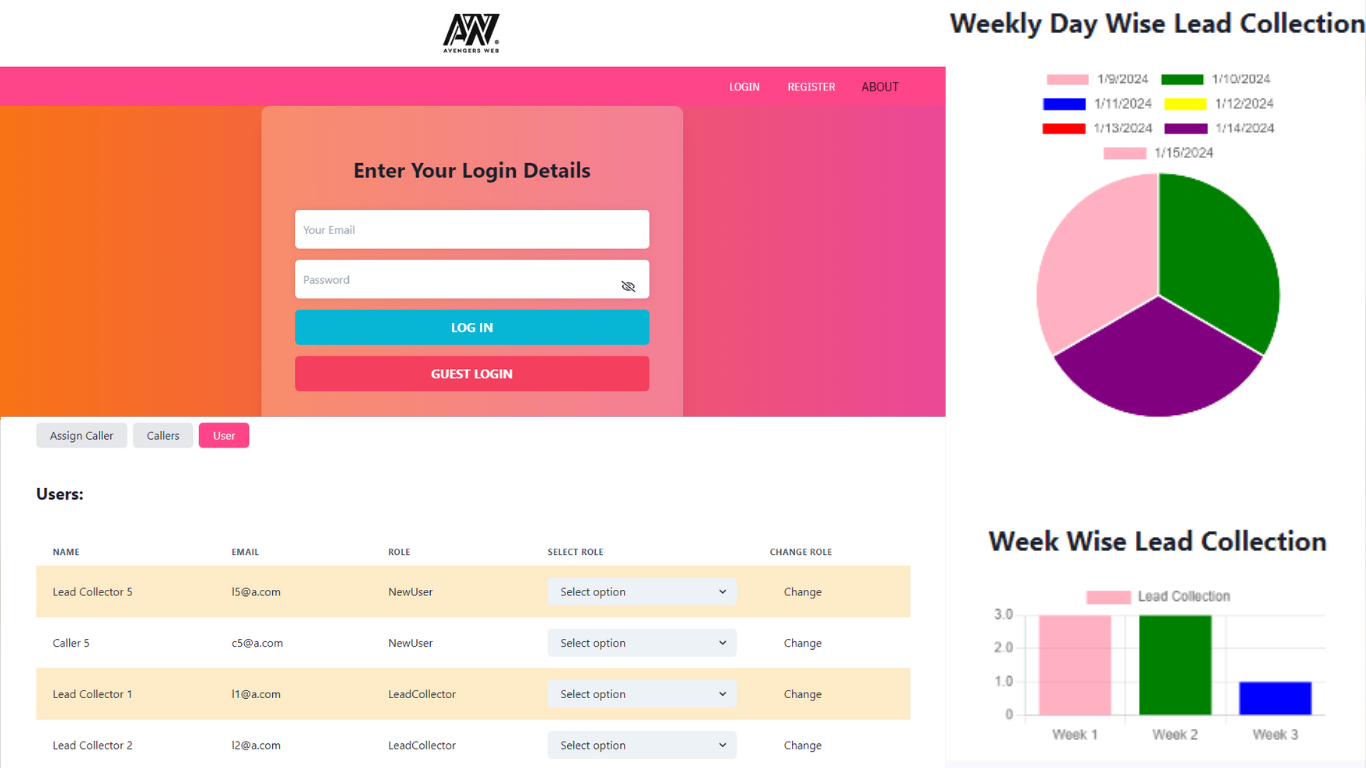 AW®
AVENGERS WEB
LOGIN REGISTER ABOUT
Enter Your Login Details
Your Email
Password
LOG IN
GUEST LOGIN
Assign Caller Callers User
Users:
NAME EMAIL ROLE SELECT ROLE CHANGE ROLE
Lead Collector 5 l5@a.com NewUser Select option Change
Caller 5 c5@a.com NewUser Select option Change
Lead Collector 1 l1@a.com LeadCollector Select option Change
Lead Collector 2 l2@a.com LeadCollector Select option Change
Weekly Day Wise Lead Collection
1/9/2024 1/10/2024
1/11/2024 1/12/2024
1/13/2024 1/14/2024
1/15/2024
Week Wise Lead Collection
Lead Collection
3.0
2.0
1.0
0
Week 1 Week 2 Week 3